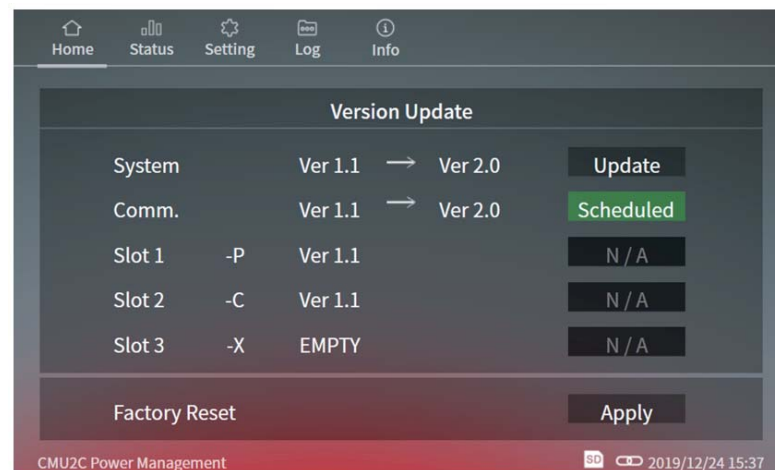 Home Status Setting Log Info
Version Update
System Ver 1.1 → Ver 2.0 Update
Comm. Ver 1.1 → Ver 2.0 Scheduled
Slot 1 -P Ver 1.1 N / A
Slot 2 -C Ver 1.1 N / A
Slot 3 -X EMPTY N / A
Factory Reset Apply
CMU2C Power Management SD 2019/12/24 15:37